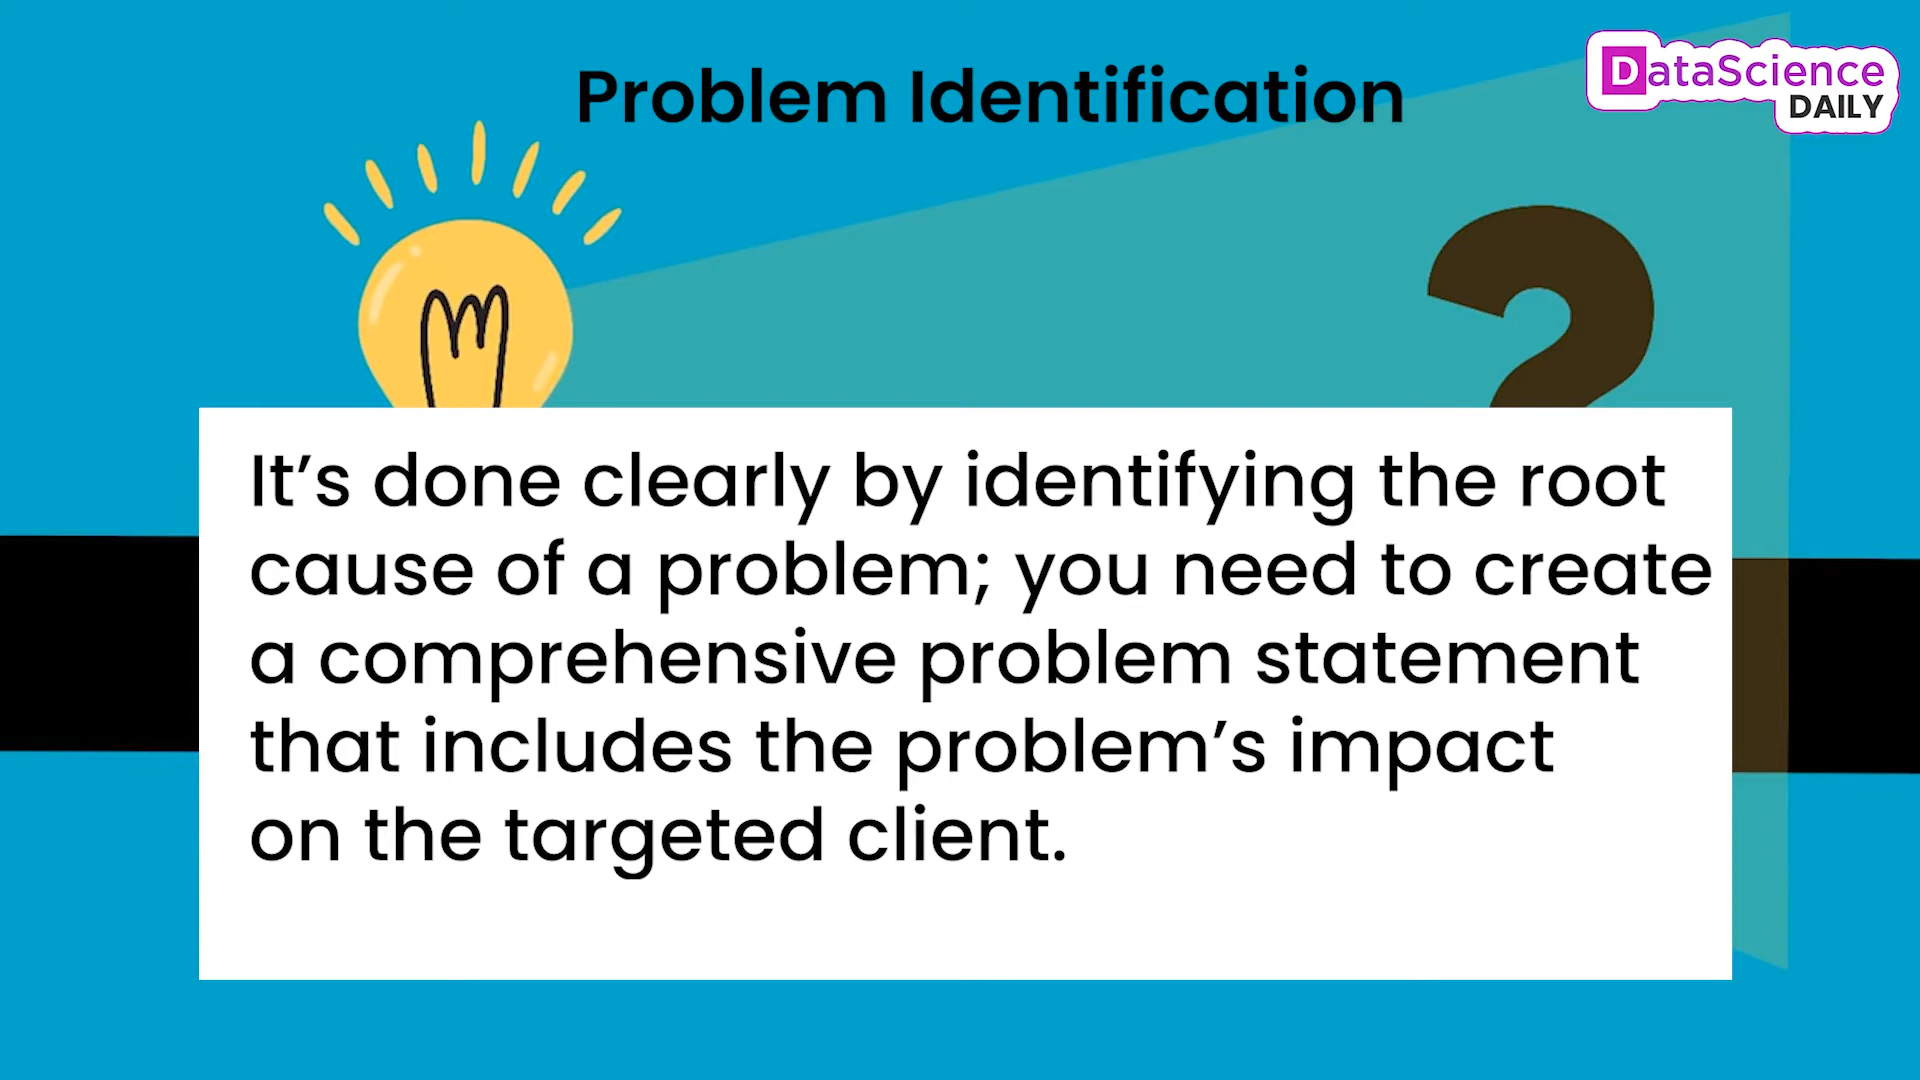 Problem Identification
DataScience
DAILY
It’s done clearly by identifying the root
cause of a problem; you need to create
a comprehensive problem statement
that includes the problem’s impact
on the targeted client.